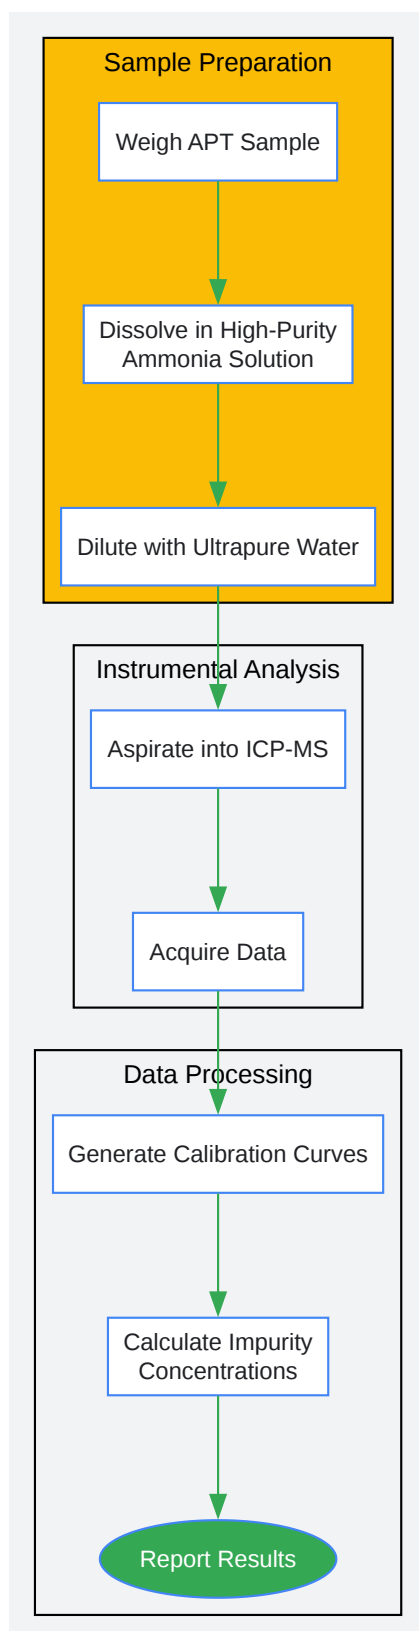 Sample Preparation
Weigh APT Sample
Dissolve in High-Purity
Ammonia Solution
Dilute with Ultrapure Water
Instrumental Analysis
Aspirate into ICP-MS
Acquire Data
Data Processing
Generate Calibration Curves
Calculate Impurity
Concentrations
Report Results